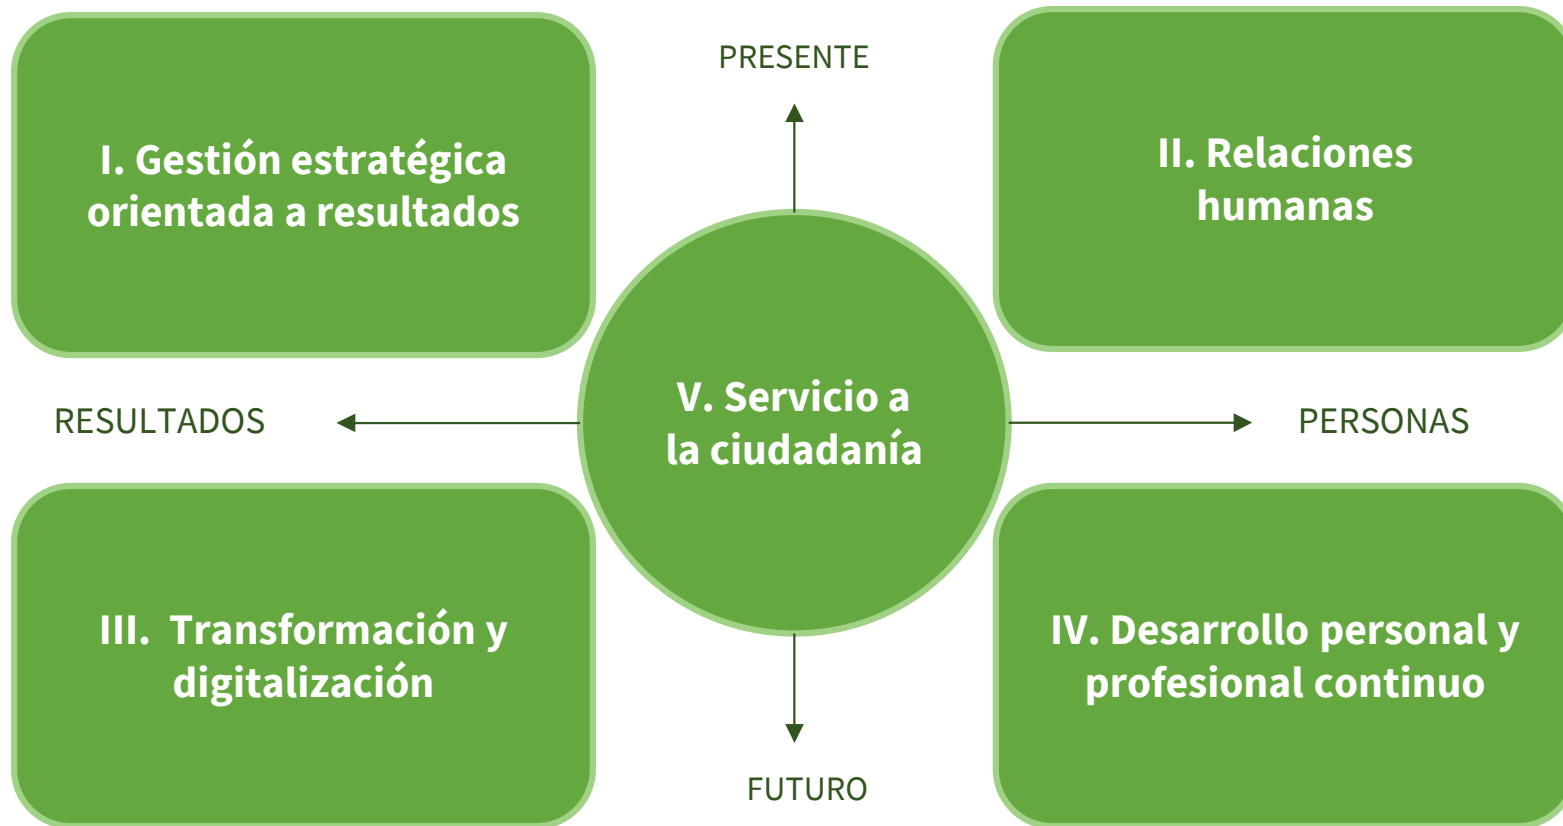 PRESENTE
I. Gestión estratégica
orientada a resultados
II. Relaciones
humanas
V. Servicio a
la ciudadanía
RESULTADOS
PERSONAS
III.  Transformación y
digitalización
IV. Desarrollo personal y
profesional continuo
FUTURO